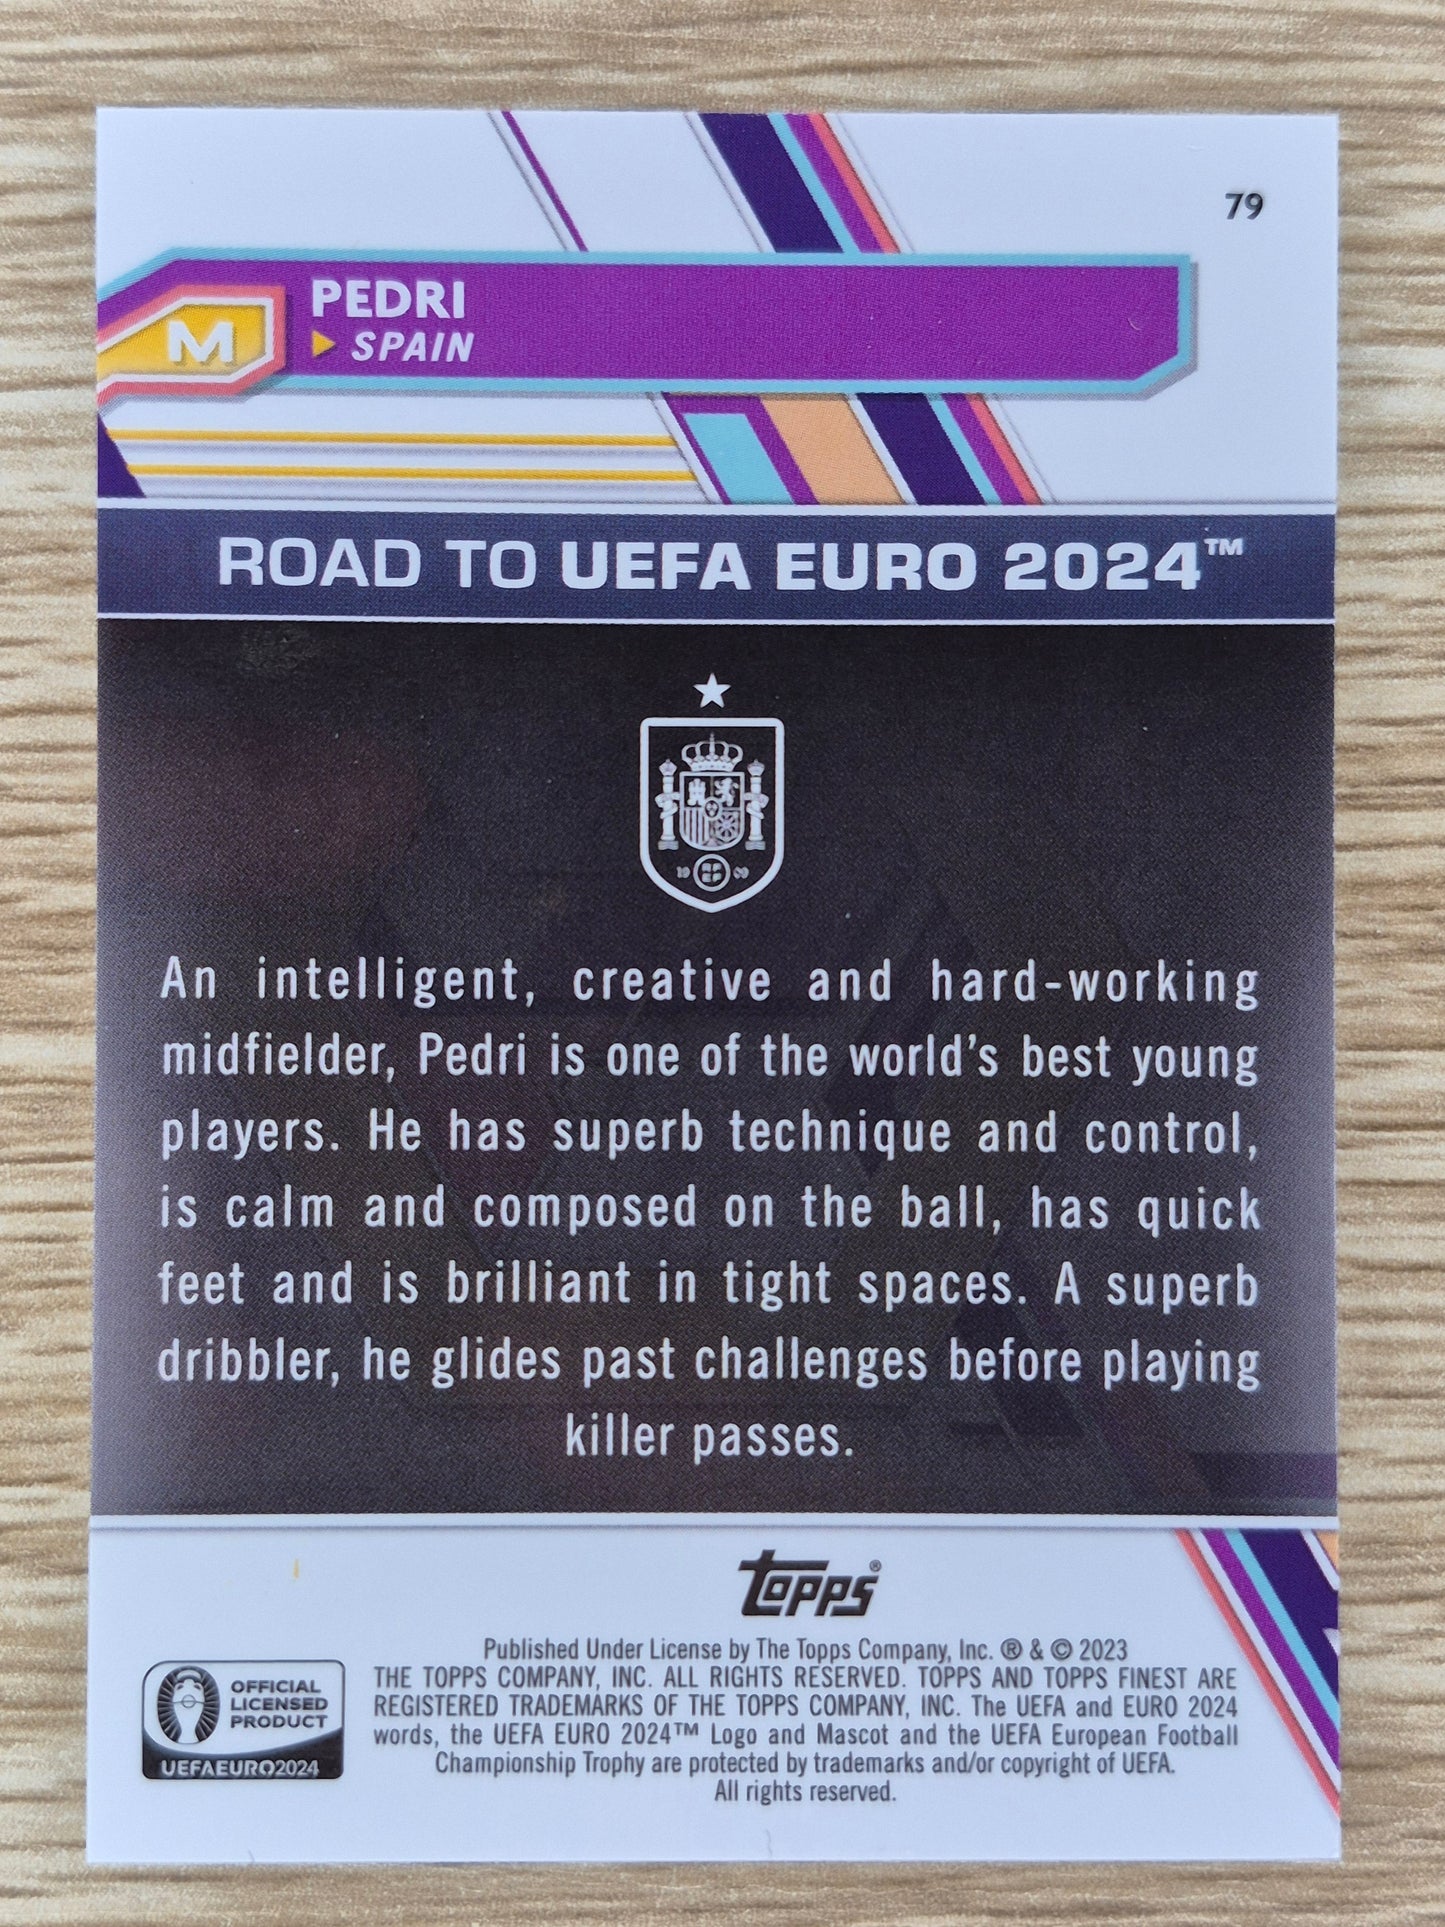 79
PEDRI
M
SPAIN
ROAD TO UEFA EURO 2024™
19 09
An intelligent, creative and hard-working
midfielder, Pedri is one of the world's best young
players. He has superb technique and control,
is calm and composed on the ball, has quick
feet and is brilliant in tight spaces. A superb
dribbler, he glides past challenges before playing
killer passes.
topps®
Published Under License by The Topps Company, Inc. ® & © 2023
THE TOPPS COMPANY, INC. ALL RIGHTS RESERVED. TOPPS AND TOPPS FINEST ARE
REGISTERED TRADEMARKS OF THE TOPPS COMPANY, INC. The UEFA and EURO 2024
words, the UEFA EURO 2024™ Logo and Mascot and the UEFA European Football
Championship Trophy are protected by trademarks and/or copyright of UEFA.
All rights reserved.
OFFICIAL
LICENSED
PRODUCT
UEFAEURO2024